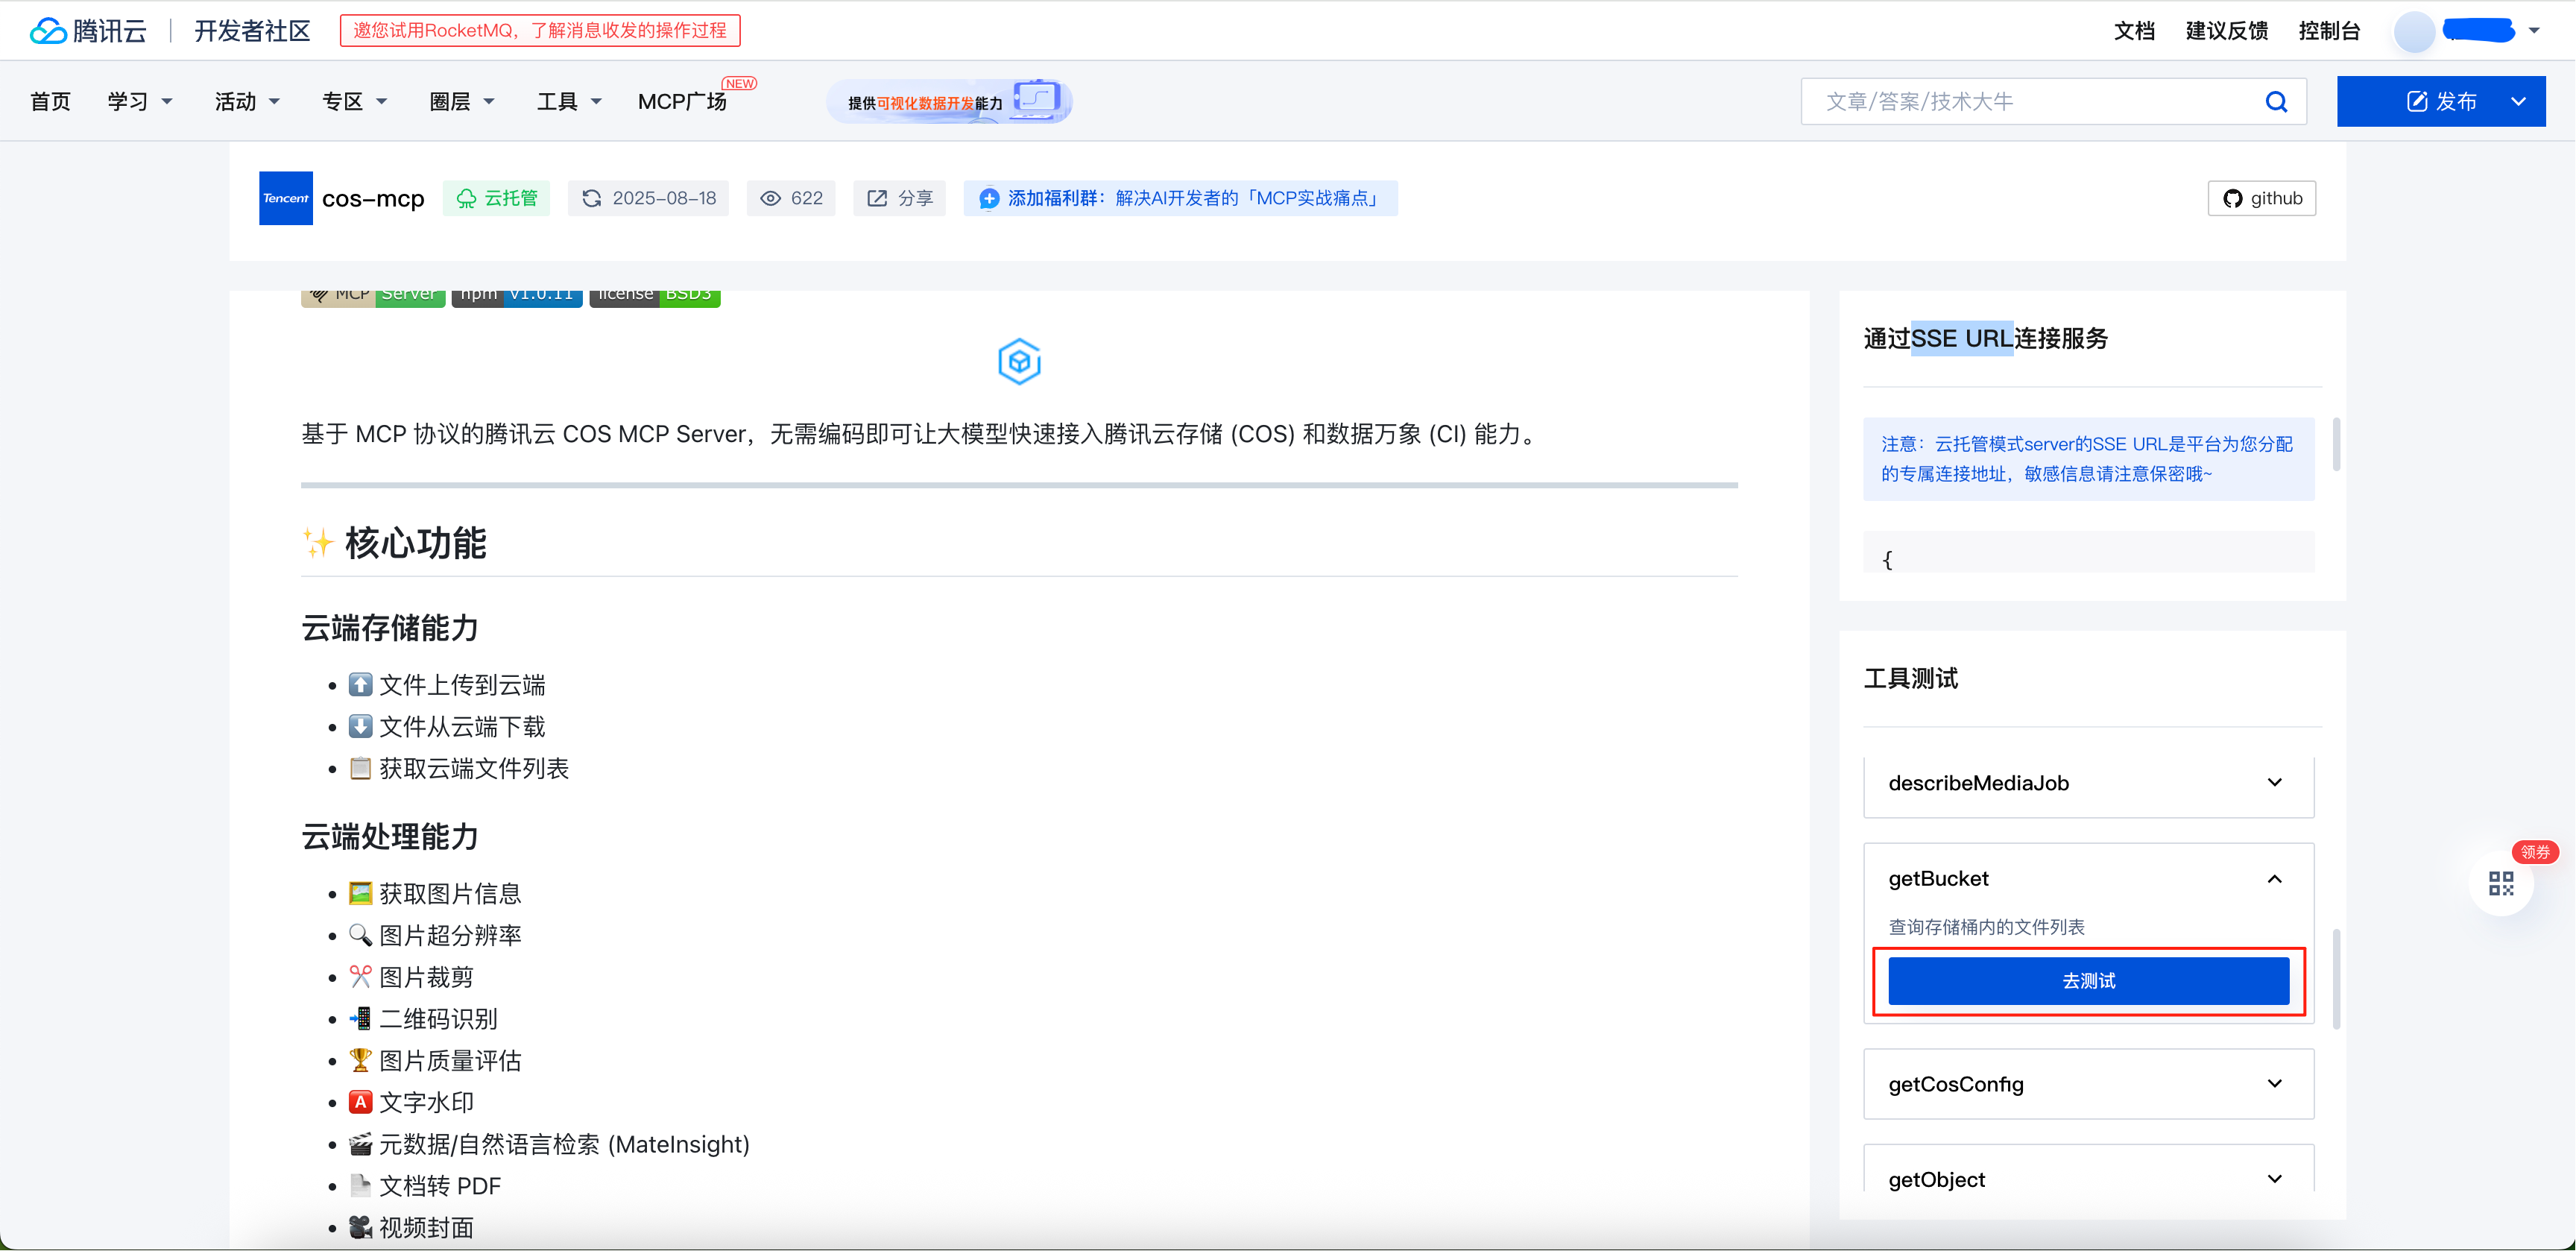 腾讯云 开发者社区 邀您试用RocketMQ，了解消息收发的操作过程 文档 建议反馈 控制台
首页 学习 活动 专区 圈层 工具 MCP广场 NEW 提供可视化数据开发能力 文章/答案/技术大牛 发布
Tencent cos-mcp 云托管 2025-08-18 622 分享 添加福利群：解决AI开发者的「MCP实战痛点」 github
MCP Server npm v1.0.11 license BSD3
基于 MCP 协议的腾讯云 COS MCP Server，无需编码即可让大模型快速接入腾讯云存储 (COS) 和数据万象 (CI) 能力。
✨ 核心功能
云端存储能力
⬆️ 文件上传到云端
⬇️ 文件从云端下载
📋 获取云端文件列表
云端处理能力
🖼️ 获取图片信息
🔍 图片超分辨率
✂️ 图片裁剪
📲 二维码识别
🏆 图片质量评估
🅰️ 文字水印
🎬 元数据/自然语言检索 (MateInsight)
📄 文档转 PDF
🎥 视频封面
通过SSE URL连接服务
注意：云托管模式server的SSE URL是平台为您分配
的专属连接地址，敏感信息请注意保密哦~
{
工具测试
describeMediaJob
getBucket
查询存储桶内的文件列表
去测试
getCosConfig
getObject
领券